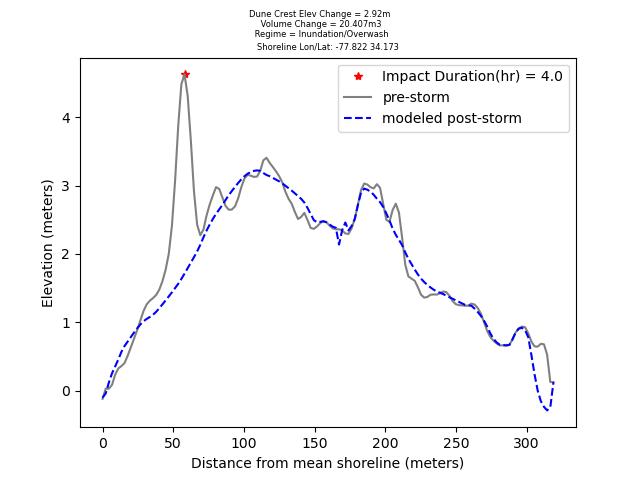 Dune Crest Elev Change = 2.92m
Volume Change = 20.407m3
Regime = Inundation/Overwash
Shoreline Lon/Lat: -77.822 34.173
Impact Duration(hr) = 4.0
pre-storm
modeled post-storm
Elevation (meters)
4
3
2
1
0
0 50 100 150 200 250 300
Distance from mean shoreline (meters)